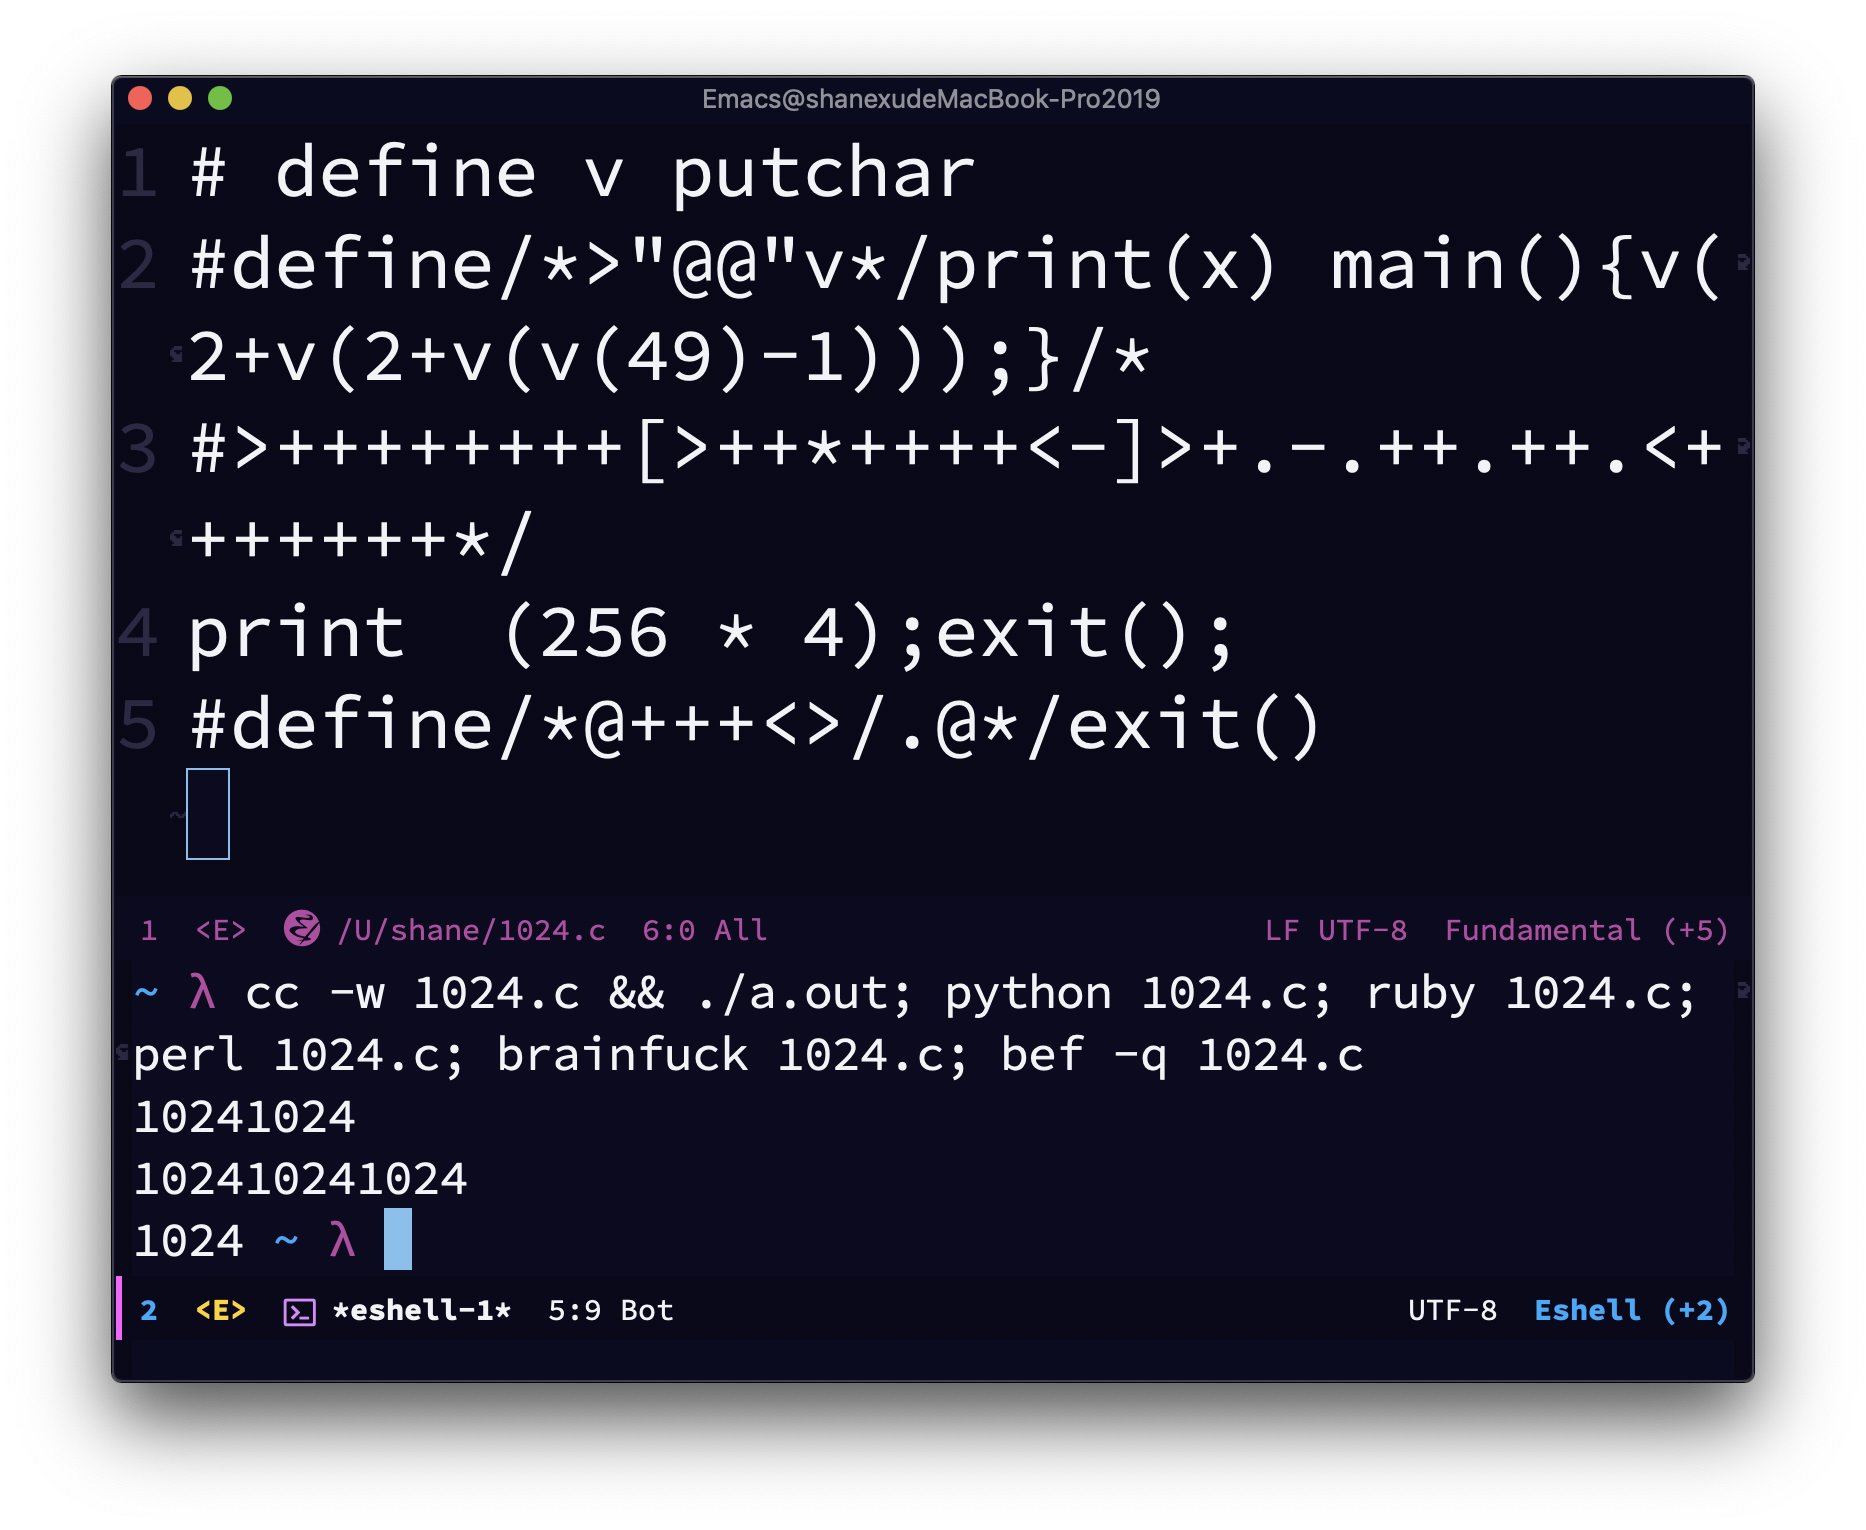 Emacs@shanexudeMacBook-Pro2019
1 # define v putchar
2 #define/*>"@@"v*/print(x) main(){v(
2+v(2+v(v(49)-1)));}/*
3 #>++++++++[>++*++++<-]>+.-.++.++.<+
++++++*/
4 print  (256 * 4);exit();
5 #define/*@+++<>/.@*/exit()
~
1 <E> /U/shane/1024.c 6:0 All LF UTF-8 Fundamental (+5)
~ λ cc -w 1024.c && ./a.out; python 1024.c; ruby 1024.c;
perl 1024.c; brainfuck 1024.c; bef -q 1024.c
10241024
102410241024
1024 ~ λ
2 <E> *eshell-1* 5:9 Bot UTF-8 Eshell (+2)